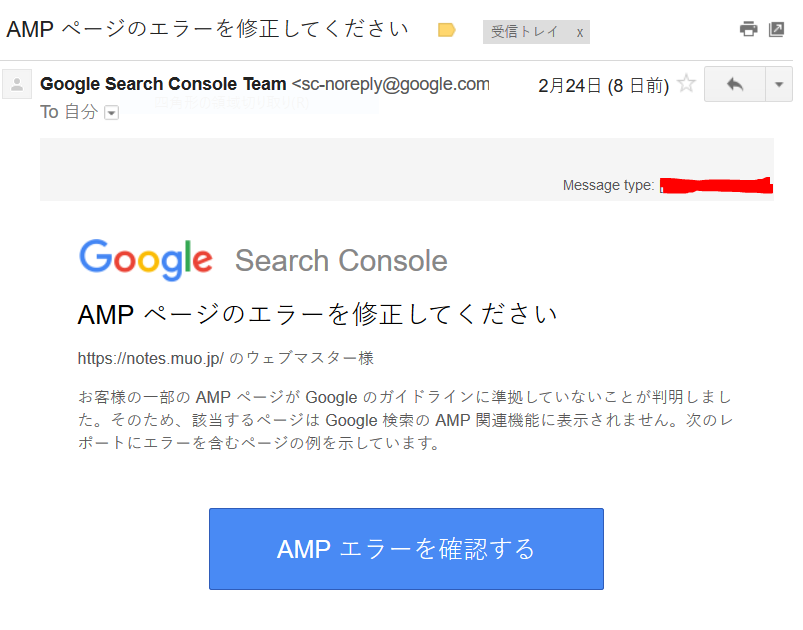 AMP ページのエラーを修正してください
受信トレイ x
Google Search Console Team <sc-noreply@google.com
2月24日 (8 日前)
To 自分
Message type:
Google Search Console
AMP ページのエラーを修正してください
https://notes.muo.jp/ のウェブマスター様
お客様の一部の AMP ページが Google のガイドラインに準拠していないことが判明しまし
た。そのため、該当するページは Google 検索の AMP 関連機能に表示されません。次のレ
ポートにエラーを含むページの例を示しています。
AMP エラーを確認する